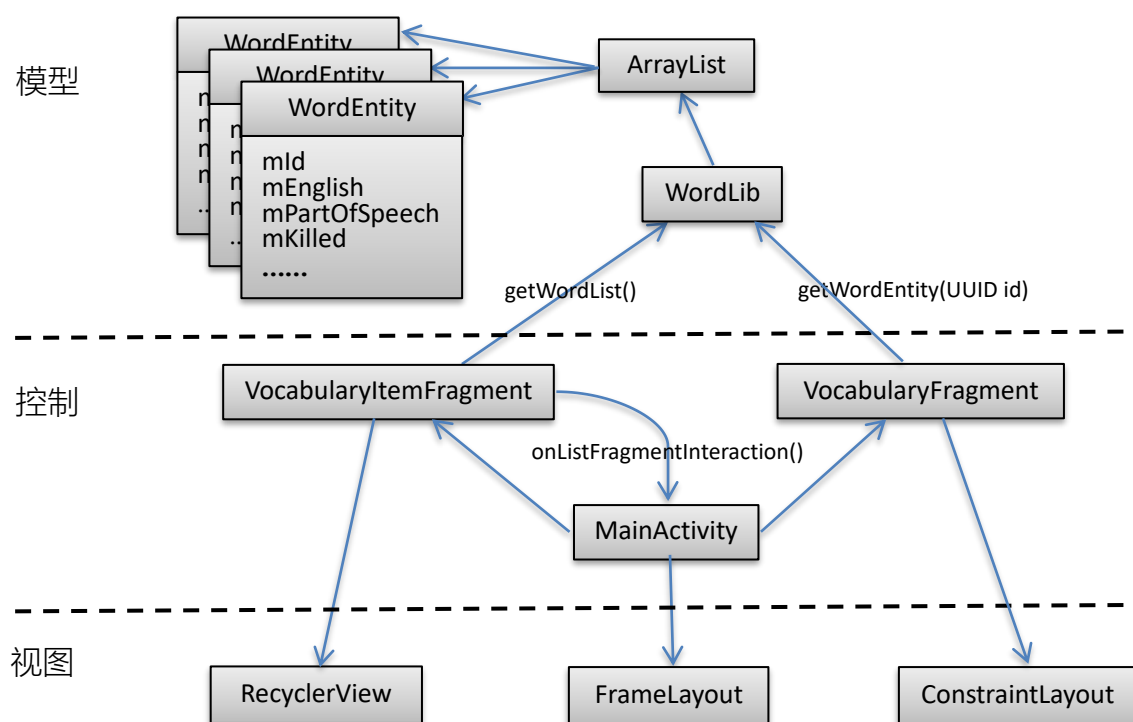 模型
WordEntity
WordEntity
WordEntity
mId
mEnglish
mPartOfSpeech
mKilled
……
ArrayList
WordLib
getWordList()
getWordEntity(UUID id)
控制
VocabularyItemFragment
VocabularyFragment
onListFragmentInteraction()
MainActivity
视图
RecyclerView
FrameLayout
ConstraintLayout